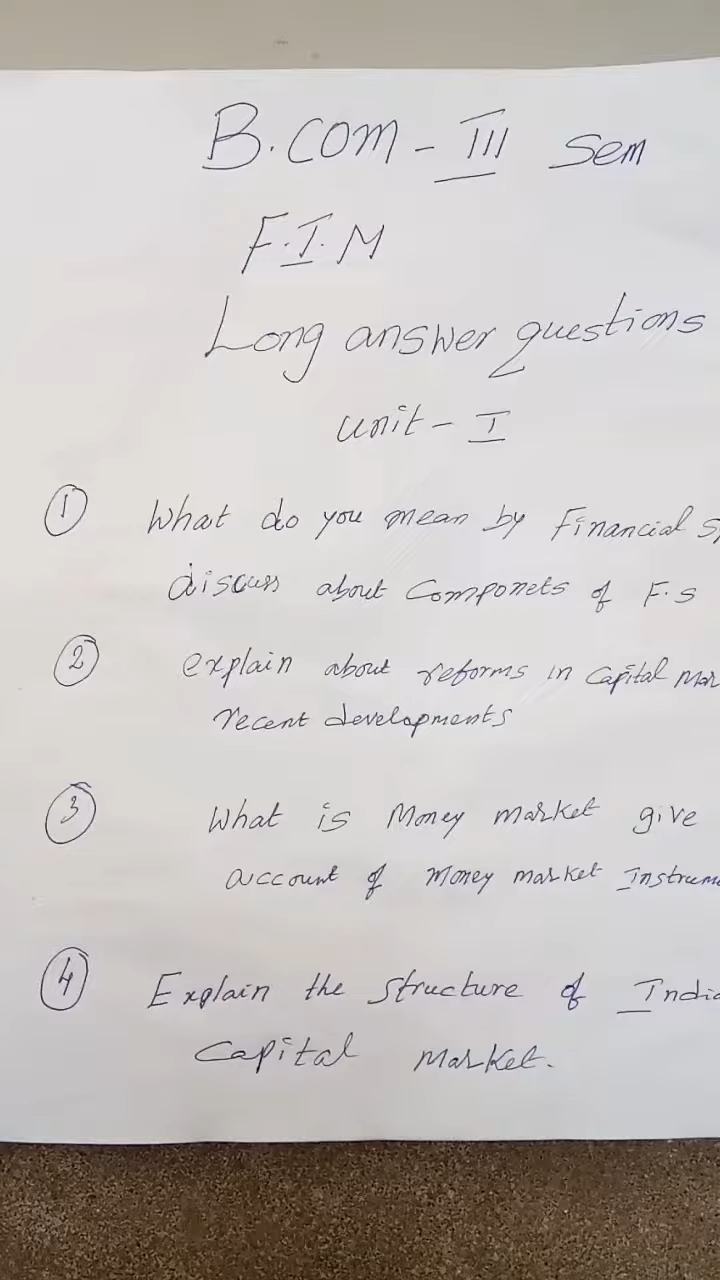 B.com - III Sem
F.I.M
Long answer questions
unit - I
① What do you mean by Financial
discuss about Componets of F.S
② explain about reforms in Capital
recent developments
③ What is Money market give
account of Money market
④ Explain the structure of
Capital market.